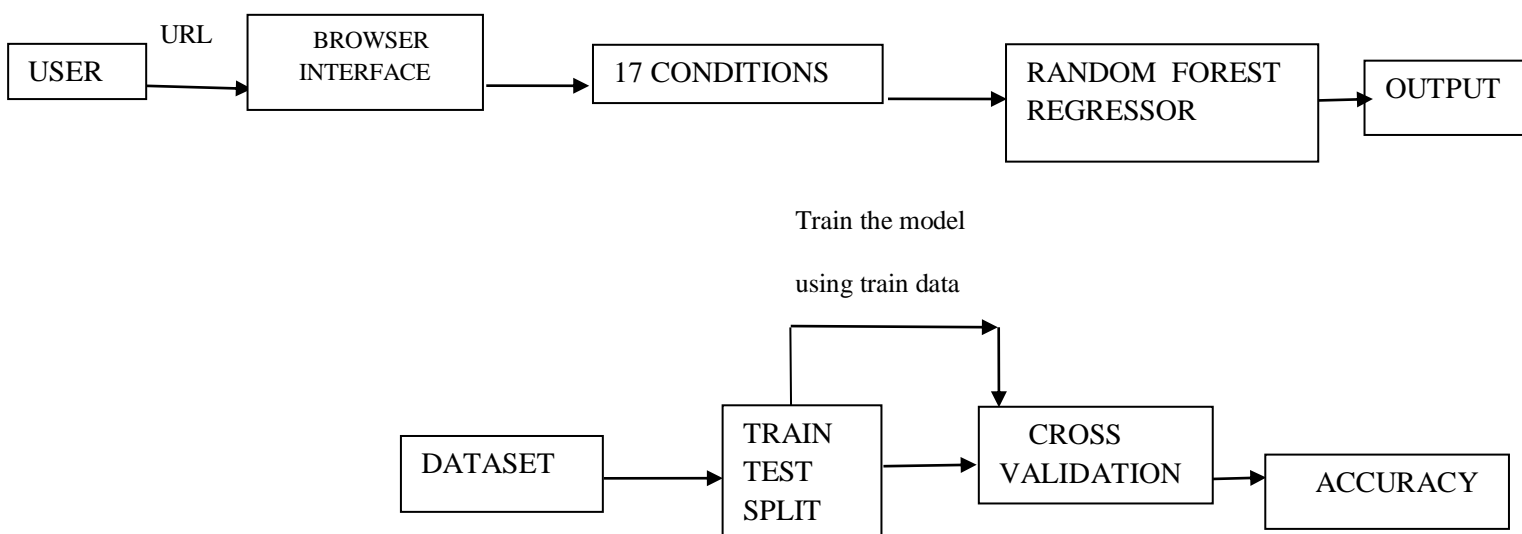 USER
URL
BROWSER
INTERFACE
17 CONDITIONS
RANDOM FOREST
REGRESSOR
OUTPUT
Train the model
using train data
DATASET
TRAIN
TEST
SPLIT
CROSS
VALIDATION
ACCURACY